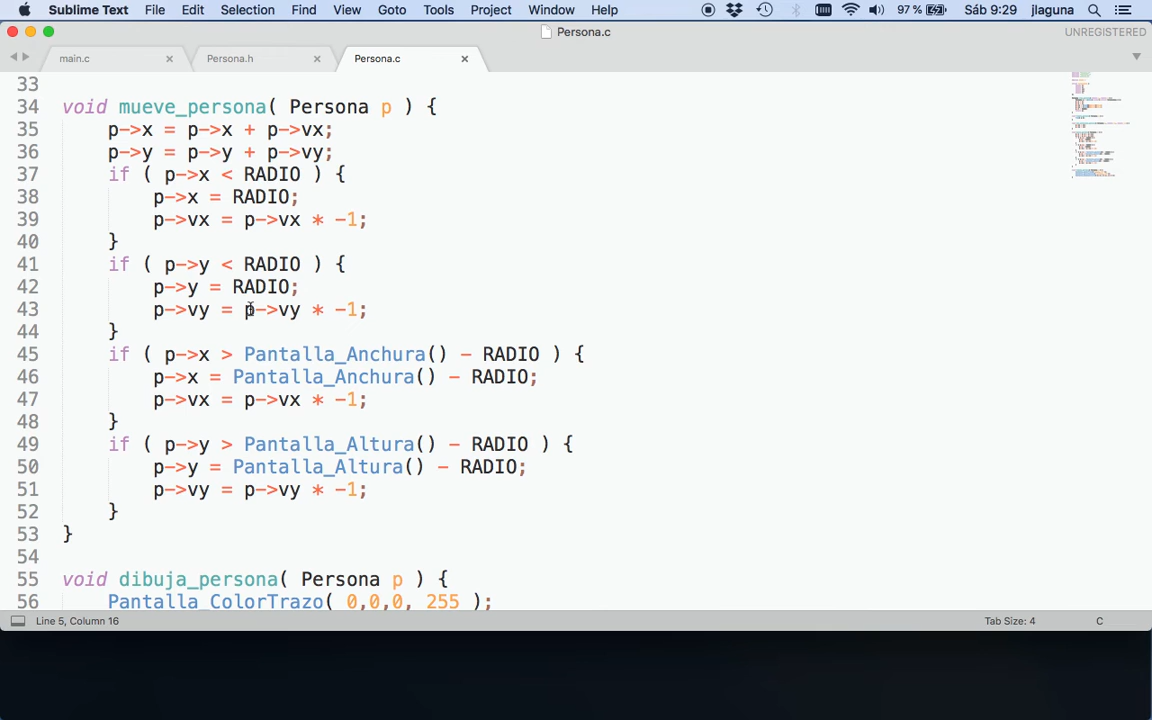 Sublime Text File Edit Selection Find View Goto Tools Project Window Help 97 % Sáb 9:29 jlaguna
Persona.c UNREGISTERED
main.c × Persona.h × Persona.c ×
33
34 void mueve_persona( Persona p ) {
35 p->x = p->x + p->vx;
36 p->y = p->y + p->vy;
37 if ( p->x < RADIO ) {
38 p->x = RADIO;
39 p->vx = p->vx * -1;
40 }
41 if ( p->y < RADIO ) {
42 p->y = RADIO;
43 p->vy = p->vy * -1;
44 }
45 if ( p->x > Pantalla_Anchura() - RADIO ) {
46 p->x = Pantalla_Anchura() - RADIO;
47 p->vx = p->vx * -1;
48 }
49 if ( p->y > Pantalla_Altura() - RADIO ) {
50 p->y = Pantalla_Altura() - RADIO;
51 p->vy = p->vy * -1;
52 }
53 }
54
55 void dibuja_persona( Persona p ) {
56 Pantalla_ColorTrazo( 0,0,0, 255 );
Line 5, Column 16 Tab Size: 4 C